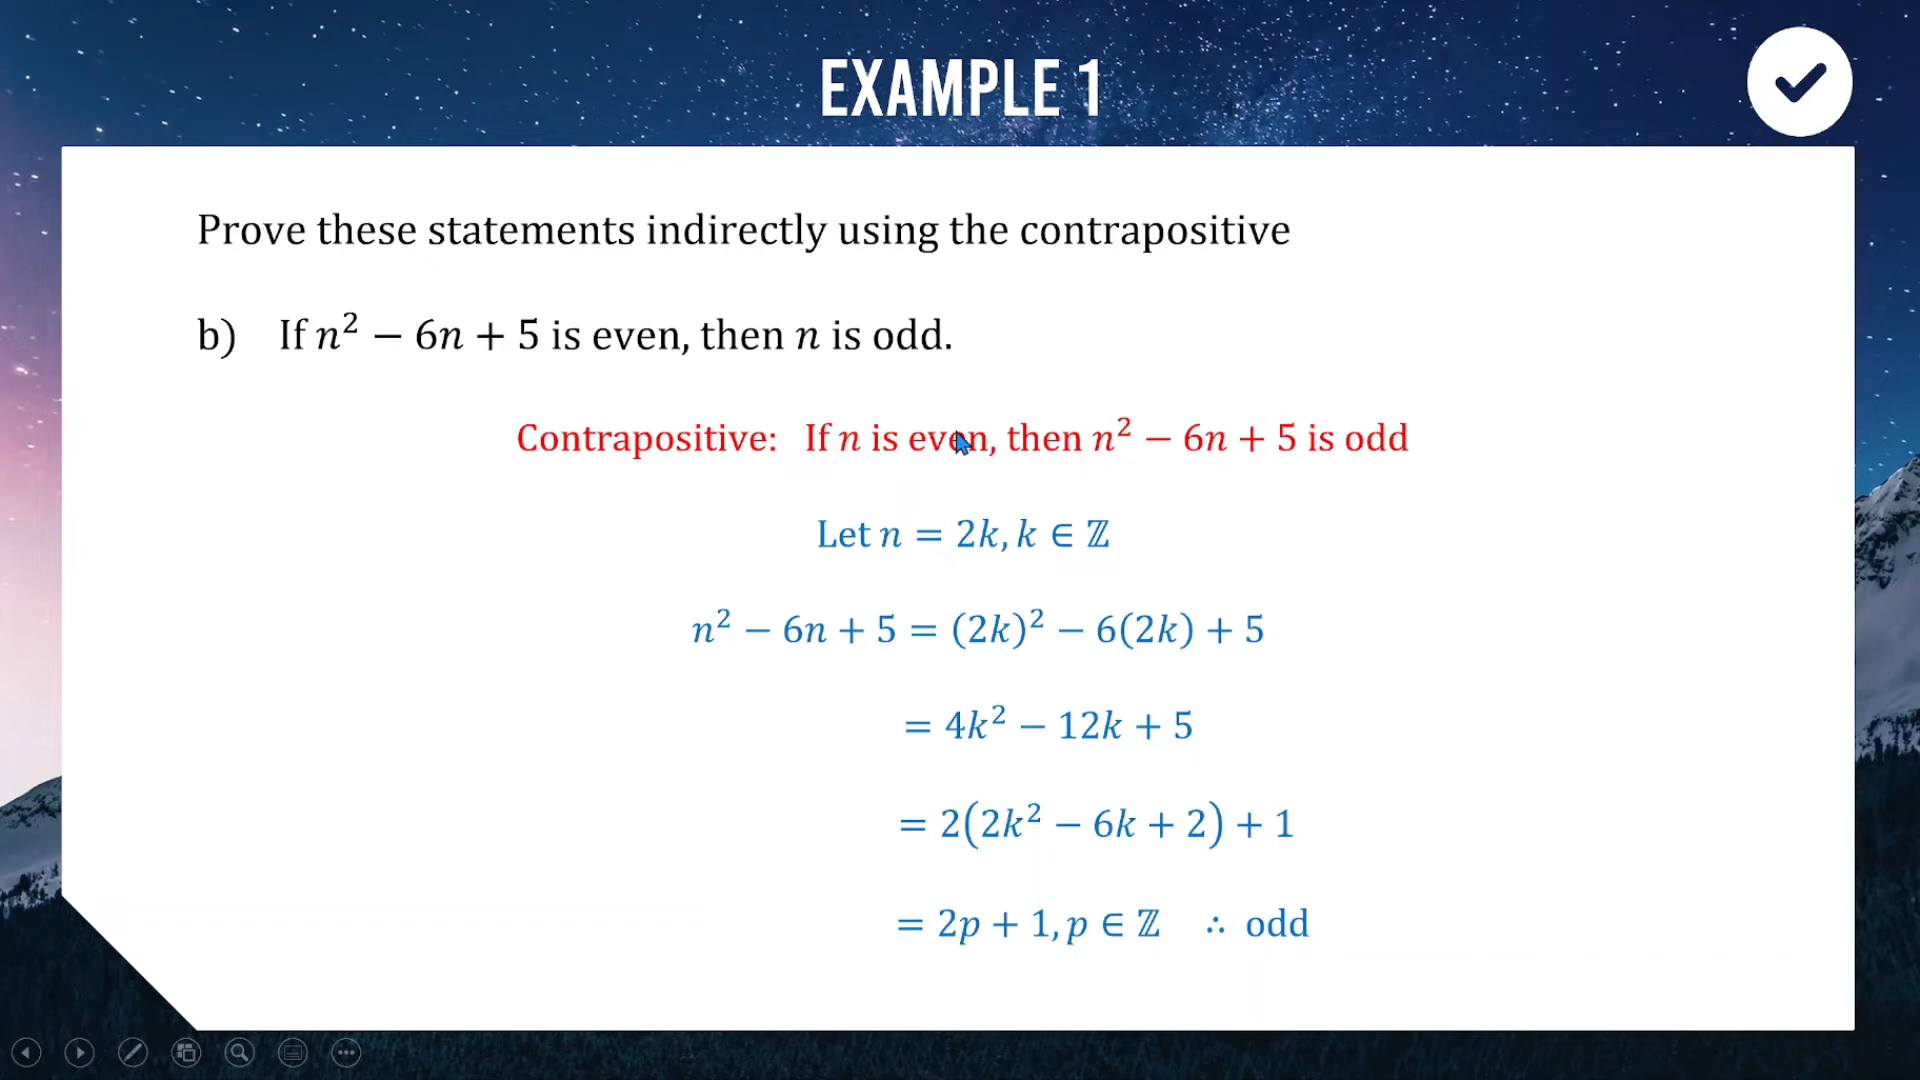 EXAMPLE 1
Prove these statements indirectly using the contrapositive
b) If n² − 6n + 5 is even, then n is odd.
Contrapositive: If n is even, then n² − 6n + 5 is odd
Let n = 2k, k ∈ ℤ
n² − 6n + 5 = (2k)² − 6(2k) + 5
= 4k² − 12k + 5
= 2(2k² − 6k + 2) + 1
= 2p + 1, p ∈ ℤ ∴ odd